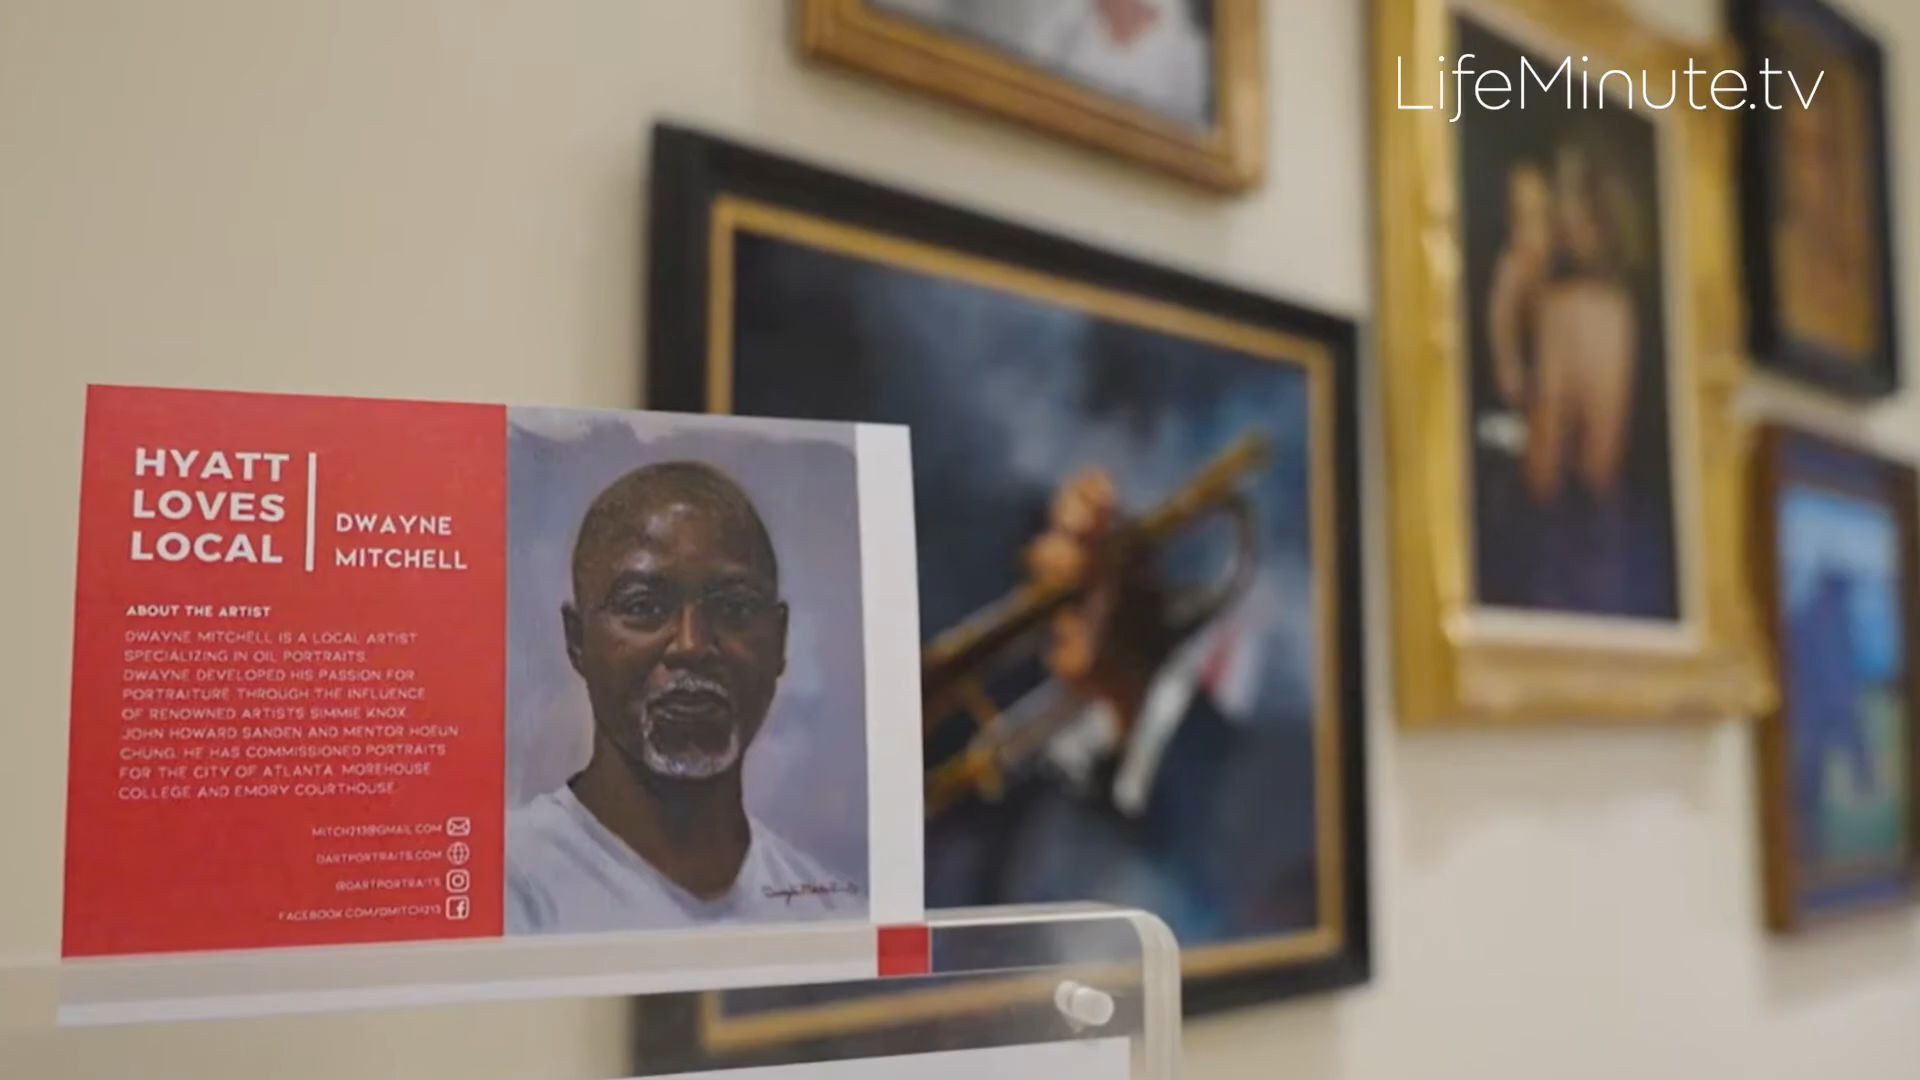 LifeMinute.tv
HYATT
LOVES
LOCAL
DWAYNE
MITCHELL
ABOUT THE ARTIST
DWAYNE MITCHELL IS A LOCAL ARTIST
SPECIALIZING IN OIL PORTRAITS.
DWAYNE DEVELOPED HIS PASSION FOR
PORTRAITURE THROUGH THE INFLUENCE
OF RENOWNED ARTISTS SIMMIE KNOX,
JOHN HOWARD SANDEN AND MENTOR HOEUN
CHUNG. HE HAS COMMISSIONED PORTRAITS
FOR THE CITY OF ATLANTA, MOREHOUSE
COLLEGE AND EMORY COURTHOUSE.
MITCH213@GMAIL.COM
DARTPORTRAITS.COM
@DARTPORTRAITS
FACEBOOK.COM/DMITCH213